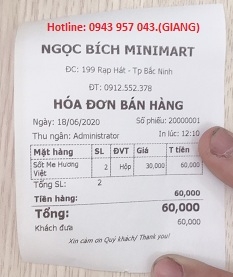 Hotline: 0943 957 043.(GIANG)
NGỌC BÍCH MINIMART
ĐC: 199 Rạp Hát - Tp Bắc Ninh
ĐT: 0912.552.378
HÓA ĐƠN BÁN HÀNG
Ngày: 18/06/2020 Số phiếu: 20000001
Thu ngân: Administrator In lúc: 12:10
Mặt hàng SL ĐVT Giá T tiền
Sốt Me Hương Việt 2 Hộp 30,000 60,000
Tổng SL: 2
Tiền hàng: 60,000
Tổng: 60,000
Khách đưa 60,000
Xin cảm ơn Quý khách/ Thank you!